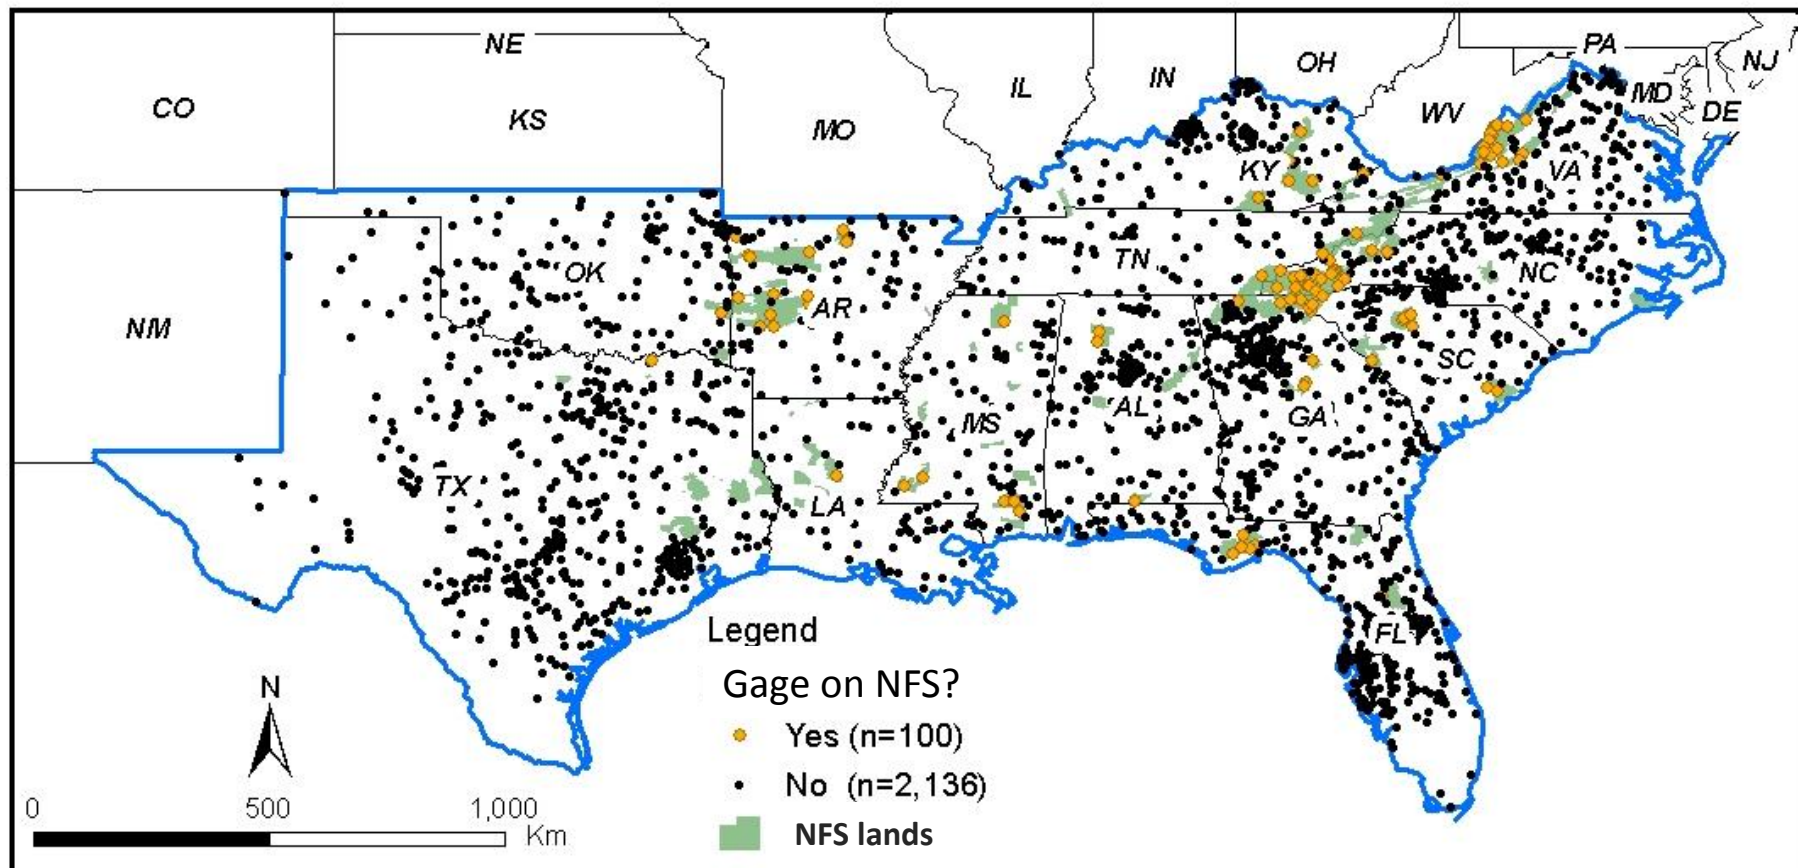 NE
PA
CO
KS
MO
IL
IN
OH
WV
MD
NJ
DE
KY
VA
OK
AR
TN
NC
NM
SC
TX
LA
MS
AL
GA
FL
Legend
Gage on NFS?
Yes (n=100)
No (n=2,136)
NFS lands
N
0 500 1,000
Km